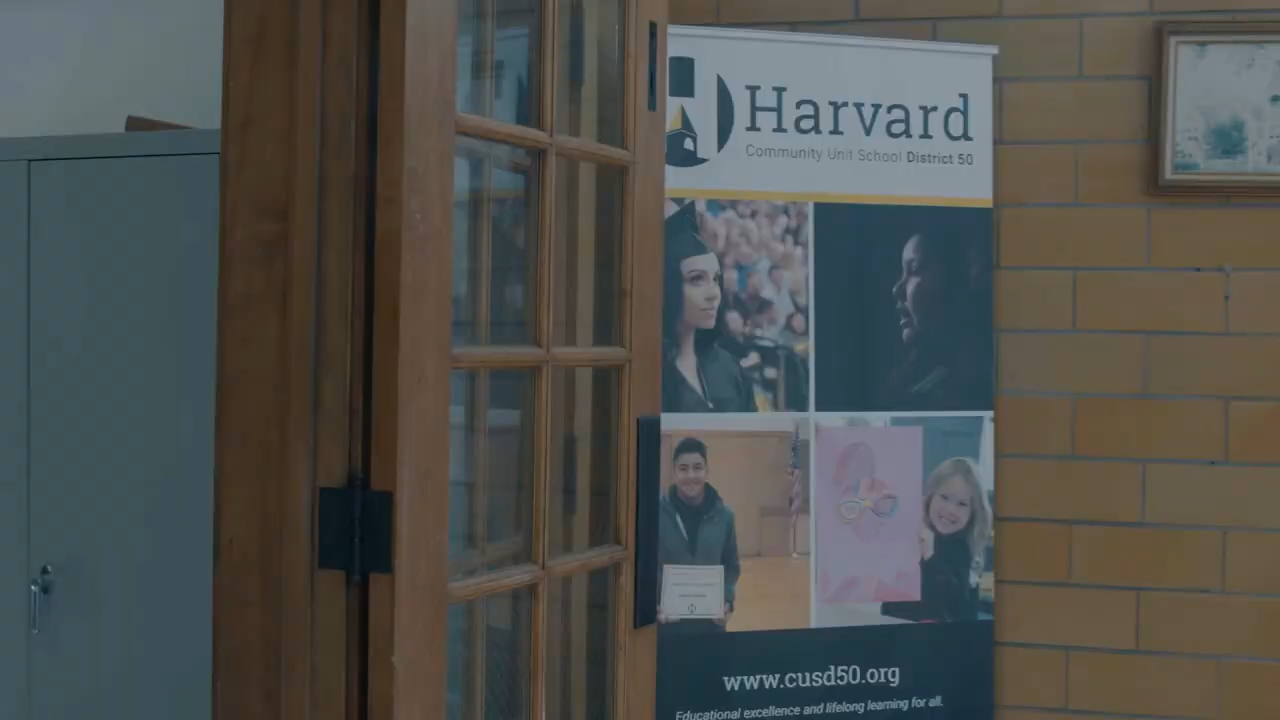 Harvard
Community Unit School District 50
www.cusd50.org
Educational excellence and lifelong learning for all.